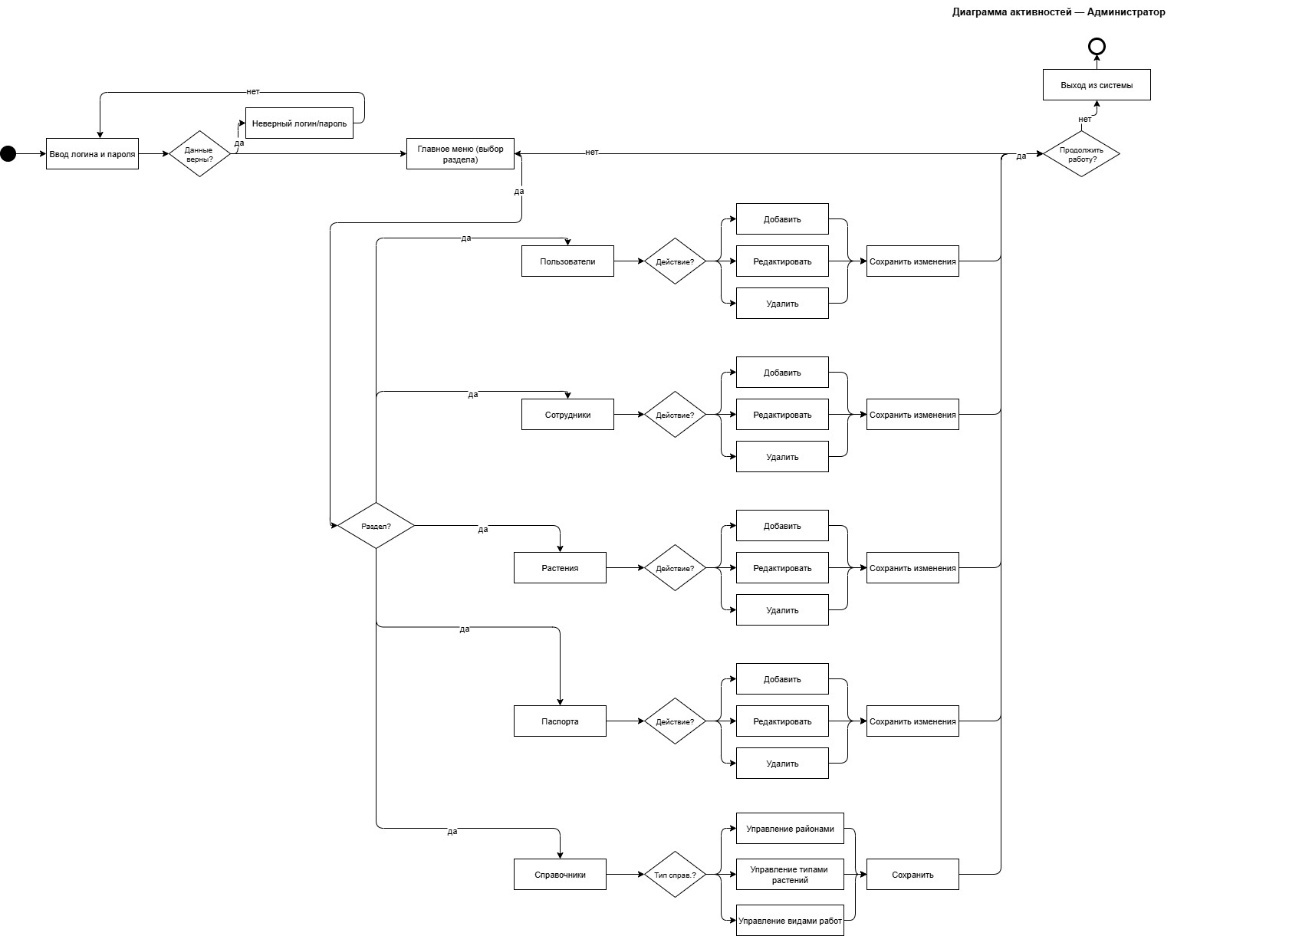 Диаграмма активностей — Администратор
Выход из системы
нет
Неверный логин/пароль
нет
Ввод логина и пароля
Данные
верны?
да
Главное меню (выбор
раздела)
нет
да
Продолжить
работу?
да
да
Пользователи
Действие?
Добавить
Редактировать
Удалить
Сохранить изменения
да
Сотрудники
Действие?
Добавить
Редактировать
Удалить
Сохранить изменения
Раздел?
да
Растения
Действие?
Добавить
Редактировать
Удалить
Сохранить изменения
да
Паспорта
Действие?
Добавить
Редактировать
Удалить
Сохранить изменения
да
Справочники
Тип справ.?
Управление районами
Управление типами
растений
Управление видами работ
Сохранить